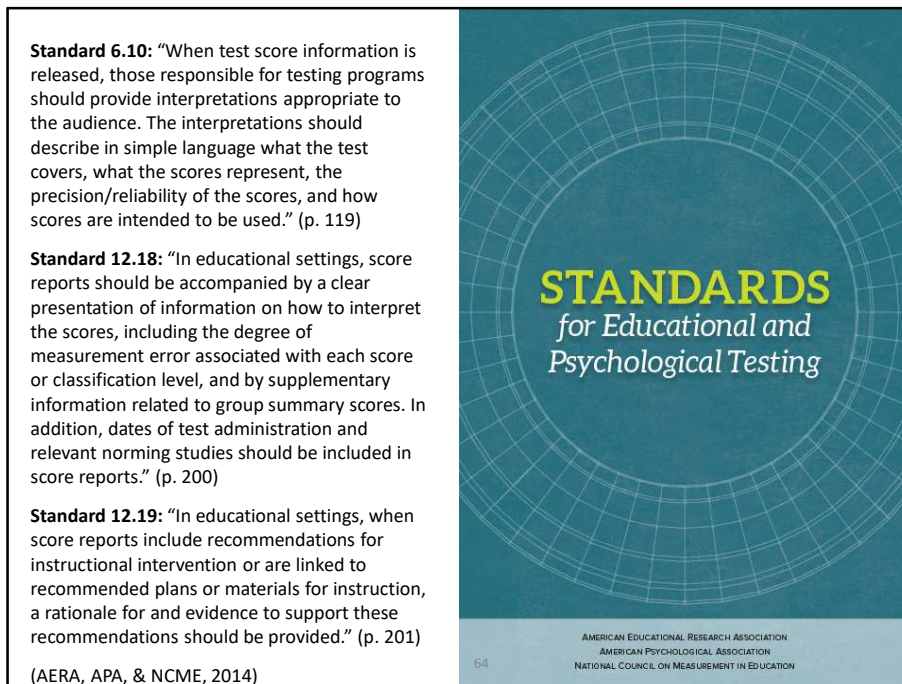 Standard 6.10: “When test score information is
released, those responsible for testing programs
should provide interpretations appropriate to
the audience. The interpretations should
describe in simple language what the test
covers, what the scores represent, the
precision/reliability of the scores, and how
scores are intended to be used.” (p. 119)
Standard 12.18: “In educational settings, score
reports should be accompanied by a clear
presentation of information on how to interpret
the scores, including the degree of
measurement error associated with each score
or classification level, and by supplementary
information related to group summary scores. In
addition, dates of test administration and
relevant norming studies should be included in
score reports.” (p. 200)
Standard 12.19: “In educational settings, when
score reports include recommendations for
instructional intervention or are linked to
recommended plans or materials for instruction,
a rationale for and evidence to support these
recommendations should be provided.” (p. 201)
(AERA, APA, & NCME, 2014)
STANDARDS
for Educational and
Psychological Testing
AMERICAN EDUCATIONAL RESEARCH ASSOCIATION
AMERICAN PSYCHOLOGICAL ASSOCIATION
NATIONAL COUNCIL ON MEASUREMENT IN EDUCATION
64